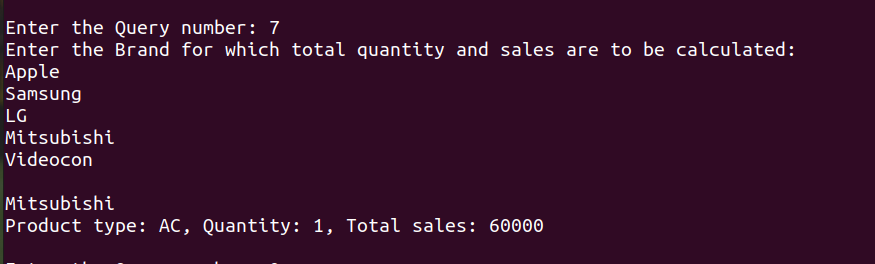 Enter the Query number: 7
Enter the Brand for which total quantity and sales are to be calculated:
Apple
Samsung
LG
Mitsubishi
Videocon
Mitsubishi
Product type: AC, Quantity: 1, Total sales: 60000